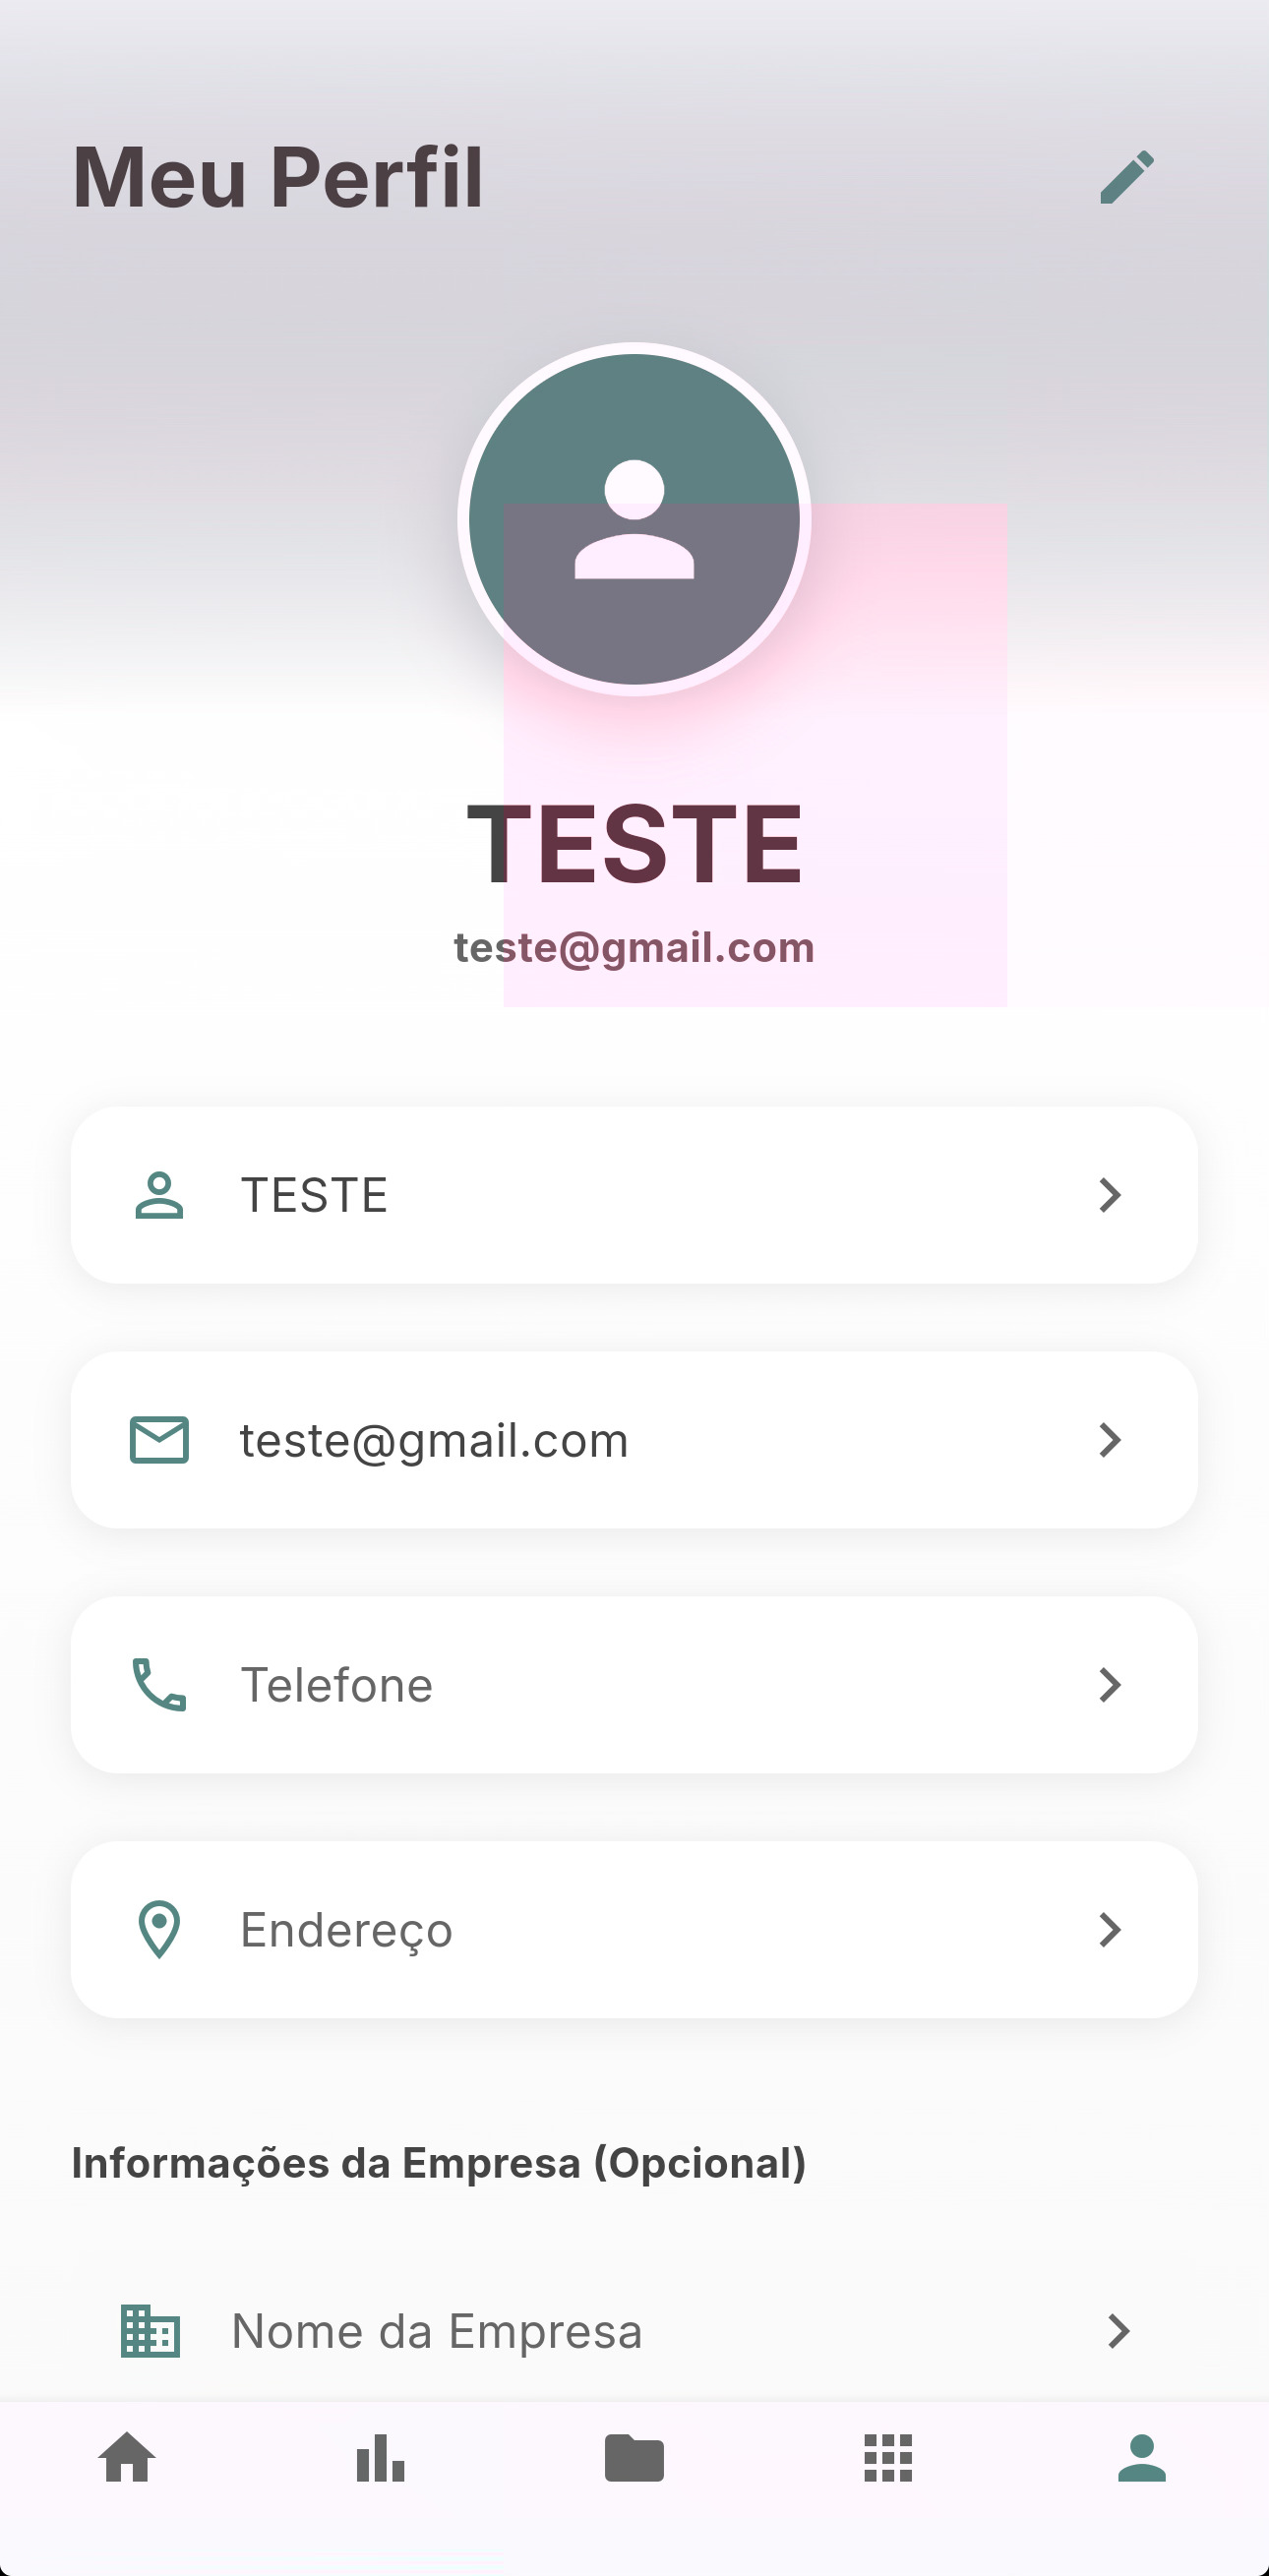 Meu Perfil
TESTE
teste@gmail.com
TESTE
teste@gmail.com
Telefone
Endereço
Informações da Empresa (Opcional)
Nome da Empresa